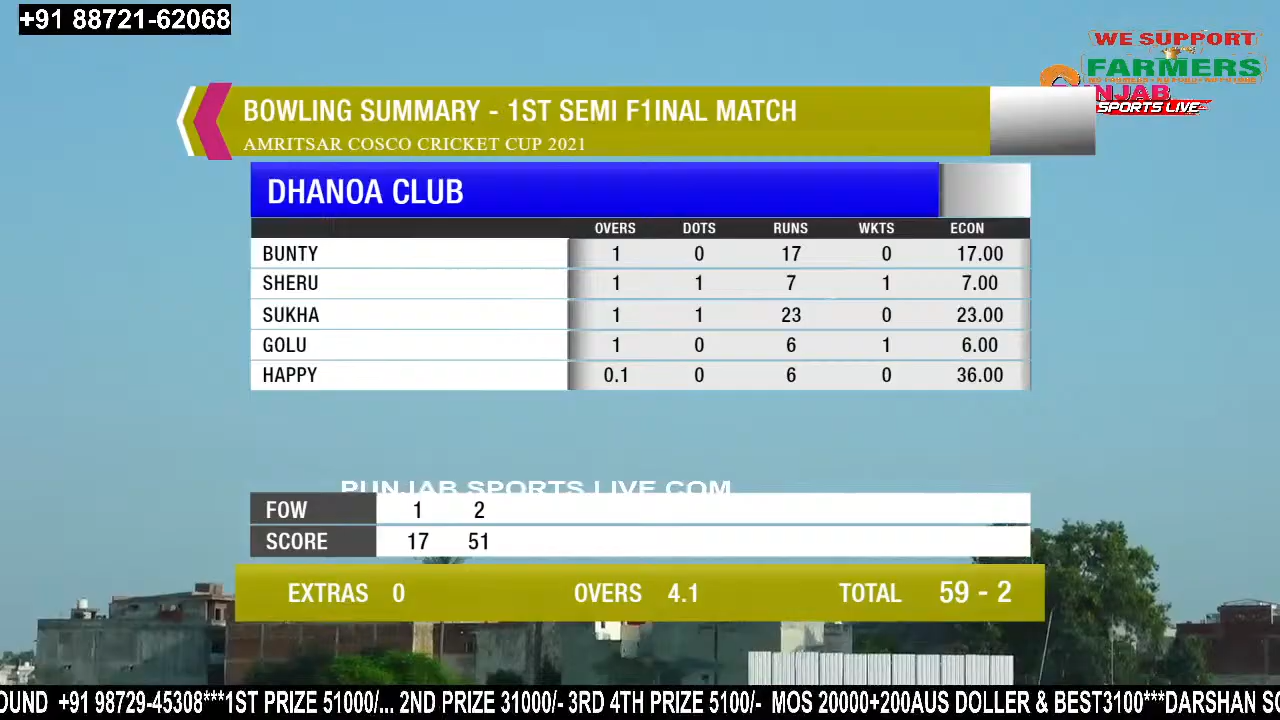 +91 88721-62068
WE SUPPORT
FARMERS
NJAB
SPORTS LIVE
BOWLING SUMMARY - 1ST SEMI F1INAL MATCH
AMRITSAR COSCO CRICKET CUP 2021
DHANOA CLUB
OVERS DOTS RUNS WKTS ECON
BUNTY 1 0 17 0 17.00
SHERU 1 1 7 1 7.00
SUKHA 1 1 23 0 23.00
GOLU 1 0 6 1 6.00
HAPPY 0.1 0 6 0 36.00
PUNJAB SPORTS LIVE COM
FOW 1 2
SCORE 17 51
EXTRAS 0 OVERS 4.1 TOTAL 59 - 2
OUND +91 98729-45308***1ST PRIZE 51000/... 2ND PRIZE 31000/- 3RD 4TH PRIZE 5100/- MOS 20000+200AUS DOLLER & BEST3100***DARSHAN S